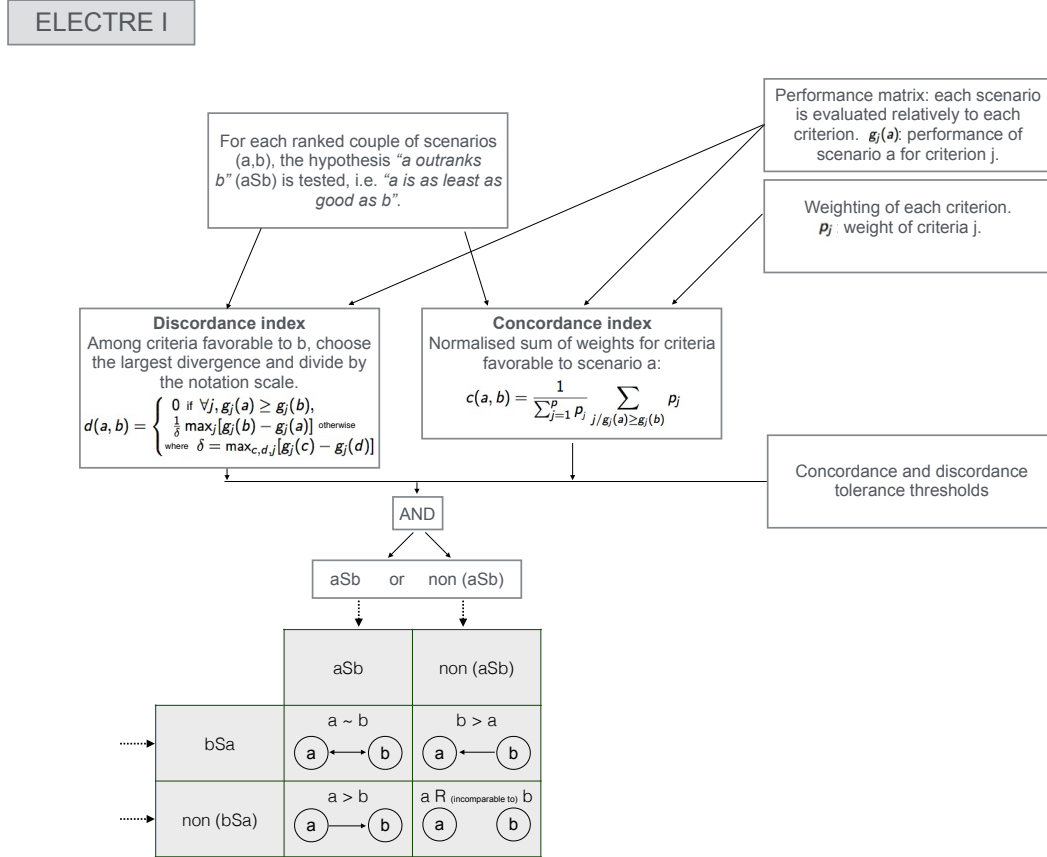 ELECTRE I
For each ranked couple of scenarios
(a,b), the hypothesis “a outranks
b” (aSb) is tested, i.e. “a is as least as
good as b”.
Performance matrix: each scenario
is evaluated relatively to each
criterion. gj(a): performance of
scenario a for criterion j.
Weighting of each criterion.
pj : weight of criteria j.
Discordance index
Among criteria favorable to b, choose
the largest divergence and divide by
the notation scale.
d(a, b) = { 0 if ∀j, gj(a) ≥ gj(b),
1/δ maxj[gj(b) − gj(a)] otherwise
where δ = maxc,d,j[gj(c) − gj(d)]
Concordance index
Normalised sum of weights for criteria
favorable to scenario a:
c(a, b) = 1/∑_{j=1}^{p} pj ∑_{j/gj(a)≥gj(b)} pj
Concordance and discordance
tolerance thresholds
AND
aSb or non (aSb)
aSb non (aSb)
bSa
a ~ b
a b
b > a
a b
non (bSa)
a > b
a b
a R (incomparable to) b
a b